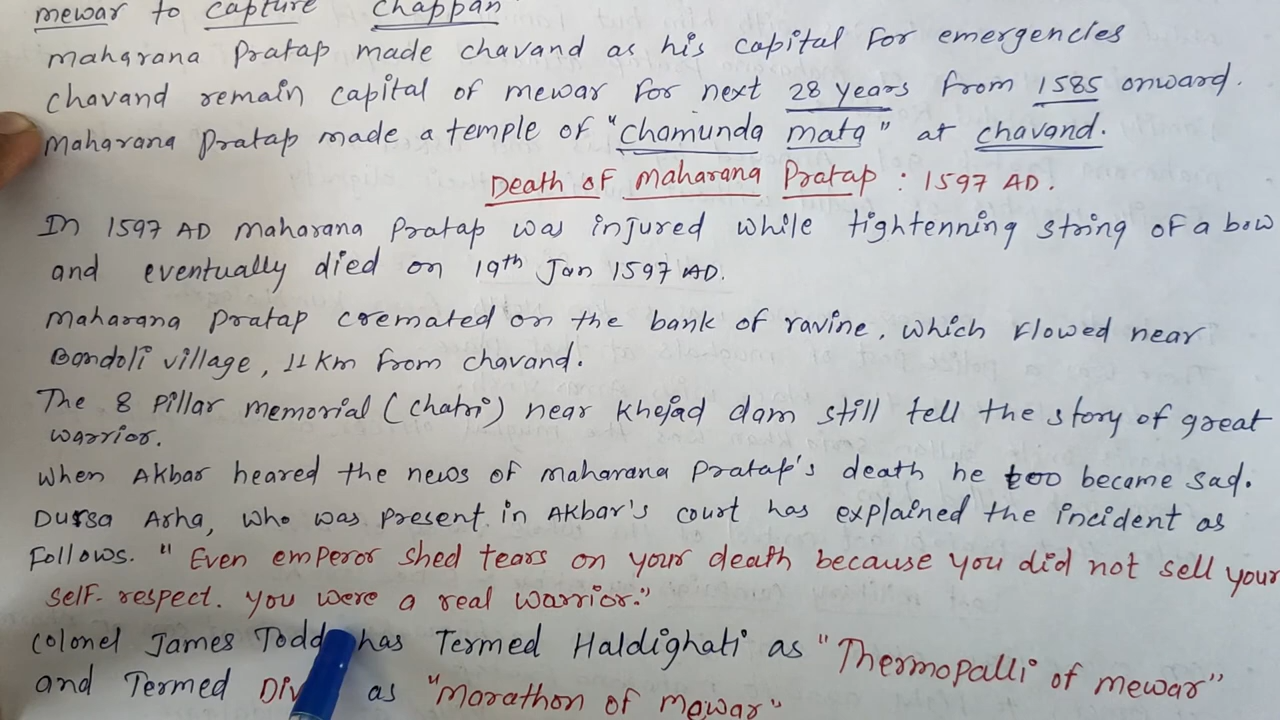 mewar to capture chappan
Maharana Pratap made chavand as his capital for emergencies
chavand remain capital of mewar for next 28 years from 1585 onward.
Maharana Pratap made a temple of "Chamunda mata" at chavand.
Death of Maharana Pratap : 1597 AD.
In 1597 AD Maharana Pratap was injured while tightenning string of a bow
and eventually died on 19th Jan 1597 AD.
Maharana Pratap cremated on the bank of ravine, which flowed near
Bandoli village, 11 Km from chavand.
The 8 Pillar memorial (chatri) near Khejad dam still tell the story of great
warrior.
When Akbar heared the news of maharana Pratap's death he too became sad.
Dursa Arha, who was present in Akbar's court has explained the incident as
follows. " Even emperor shed tears on your death because you did not sell your
self-respect. you were a real warrior."
Colonel James Todd has Termed Haldighati as "Thermopalli of mewar"
and Termed Div as "Marathon of mewar"